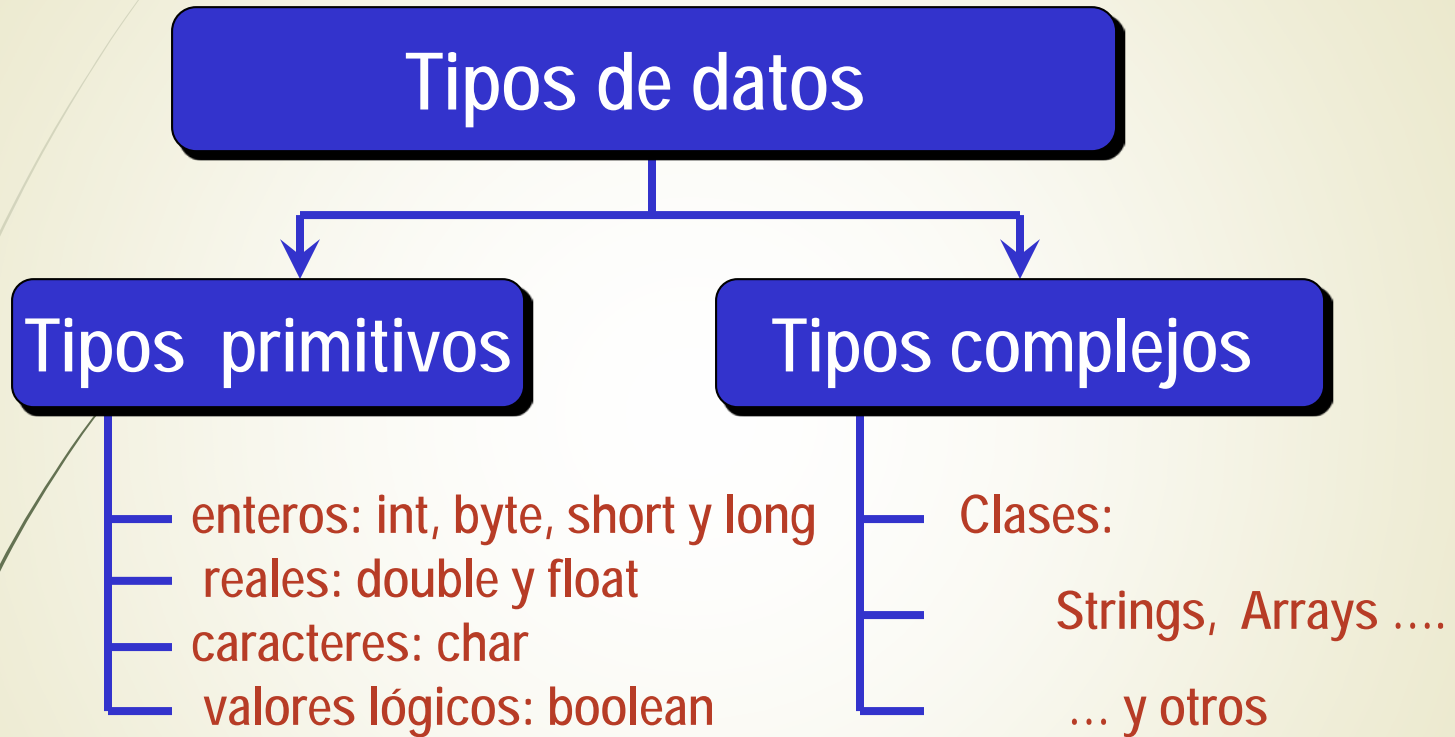 Tipos de datos
Tipos primitivos
enteros: int, byte, short y long
reales: double y float
caracteres: char
valores lógicos: boolean
Tipos complejos
Clases:
Strings, Arrays ....
... y otros